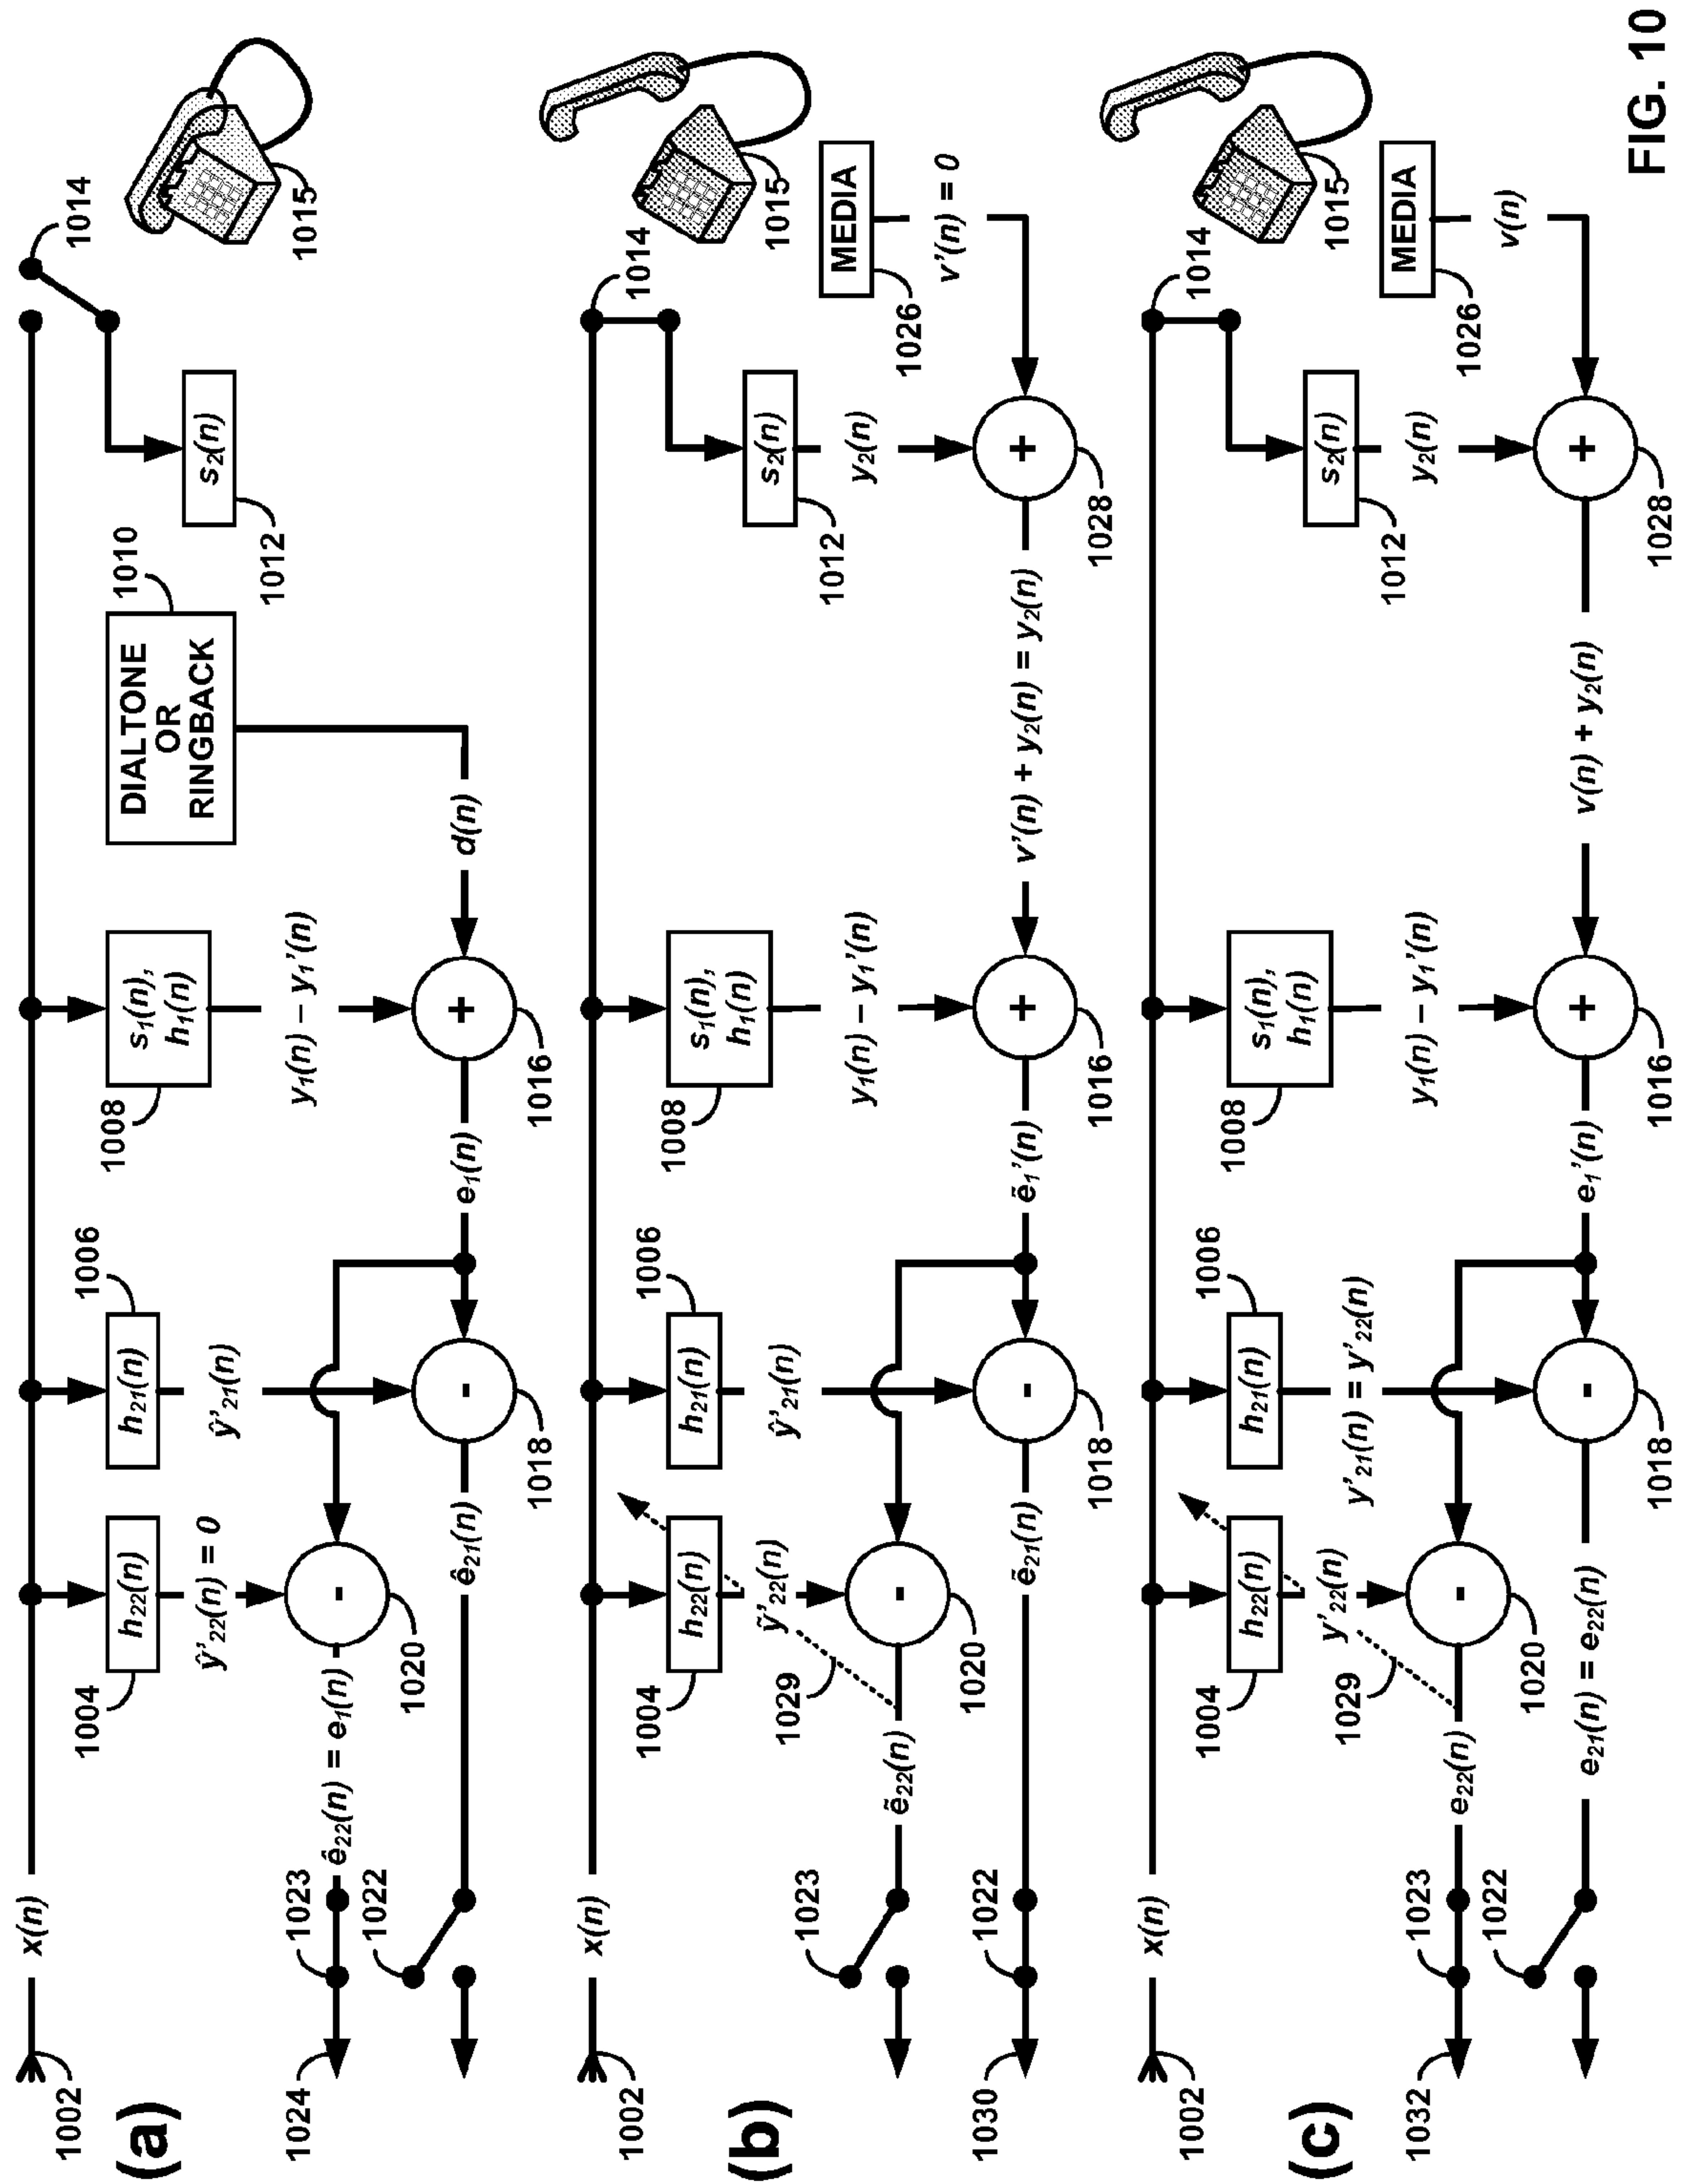 (a)
1002
x(n)
1014
1015
1004
h₂₂(n)
ŷ'₂₂(n) = 0
1006
h₂₁(n)
ŷ'₂₁(n)
1008
s₁(n),
h₁(n)
y₁(n) – y₁'(n)
1010
DIALTONE
OR
RINGBACK
d(n)
1012
s₂(n)
1016
+
e₁(n)
1018
-
ê₂₁(n)
1020
-
ê₂₂(n) = e₁(n)
1023
1022
1024
(b)
1002
x(n)
1014
1015
1004
h₂₂(n)
ỹ'₂₂(n)
1029
1006
h₂₁(n)
ŷ'₂₁(n)
1008
s₁(n),
h₁(n)
y₁(n) – y₁'(n)
1012
s₂(n)
y₂(n)
1026
MEDIA
v'(n) = 0
1028
+
v'(n) + y₂(n) = y₂(n)
1016
+
ẽ₁'(n)
1018
-
ẽ₂₁(n)
1020
-
ẽ₂₂(n)
1023
1022
1030
(c)
1002
x(n)
1014
1015
1004
h₂₂(n)
y'₂₂(n)
1029
1006
h₂₁(n)
y'₂₁(n) = y'₂₂(n)
1008
s₁(n),
h₁(n)
y₁(n) – y₁'(n)
1012
s₂(n)
y₂(n)
1026
MEDIA
v(n)
1028
+
v(n) + y₂(n)
1016
+
e₁'(n)
1018
-
e₂₁(n) = e₂₂(n)
1020
-
e₂₂(n)
1023
1022
1032
FIG. 10